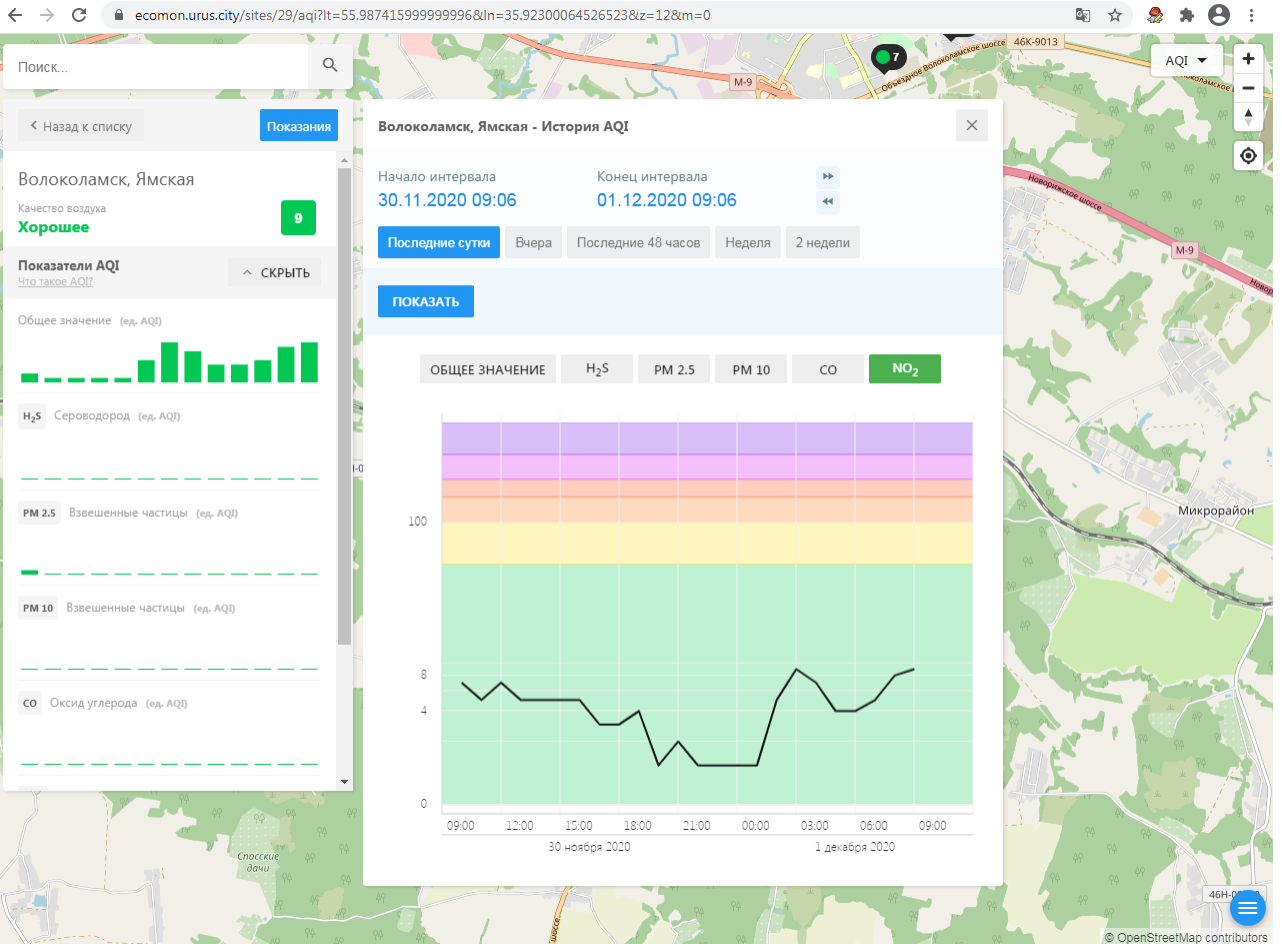 ecomon.urus.city/sites/29/aqi?lt=55.987415999999996&ln=35.92300064526523&z=12&m=0
Поиск...
46К-9013
7
Объездное Волоколамское шоссе
М-9
AQI
Назад к списку
Показания
Волоколамск, Ямская - История AQI
Волоколамск, Ямская
Качество воздуха
Хорошее
9
Начало интервала
Конец интервала
30.11.2020 09:06
01.12.2020 09:06
Последние сутки
Вчера
Последние 48 часов
Неделя
2 недели
Новорижское шоссе
М-9
Показатели AQI
Что такое AQI?
СКРЫТЬ
ПОКАЗАТЬ
Общее значение (ед. AQI)
ОБЩЕЕ ЗНАЧЕНИЕ
H2S
PM 2.5
PM 10
CO
NO2
H2S Сероводород (ед. AQI)
PM 2.5 Взвешенные частицы (ед. AQI)
PM 10 Взвешенные частицы (ед. AQI)
CO Оксид углерода (ед. AQI)
100
8
4
0
09:00
12:00
15:00
18:00
21:00
00:00
03:00
06:00
09:00
30 ноября 2020
1 декабря 2020
Микрорайон
Спасские
дачи
© OpenStreetMap contributors